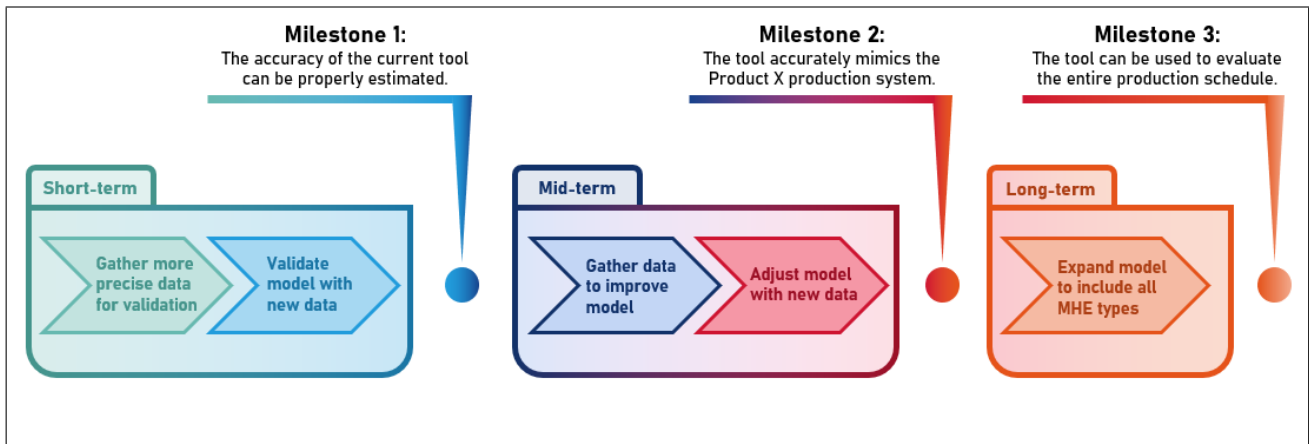 Milestone 1:
The accuracy of the current tool
can be properly estimated.
Milestone 2:
The tool accurately mimics the
Product X production system.
Milestone 3:
The tool can be used to evaluate
the entire production schedule.
Short-term
Gather more
precise data
for validation
Validate
model with
new data
Mid-term
Gather data
to improve
model
Adjust model
with new data
Long-term
Expand model
to include all
MHE types